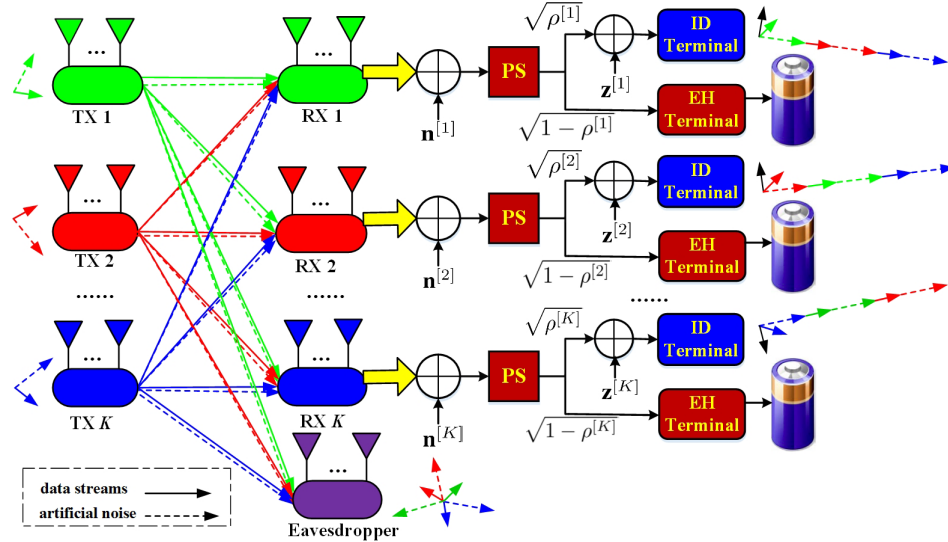 ...
TX 1
...
RX 1
n^[1]
PS
√ρ^[1]
z^[1]
√1 − ρ^[1]
ID
Terminal
EH
Terminal
...
TX 2
...
RX 2
n^[2]
PS
√ρ^[2]
z^[2]
√1 − ρ^[2]
ID
Terminal
EH
Terminal
......
......
......
...
TX K
...
RX K
n^[K]
PS
√ρ^[K]
z^[K]
√1 − ρ^[K]
ID
Terminal
EH
Terminal
...
Eavesdropper
data streams
artificial noise